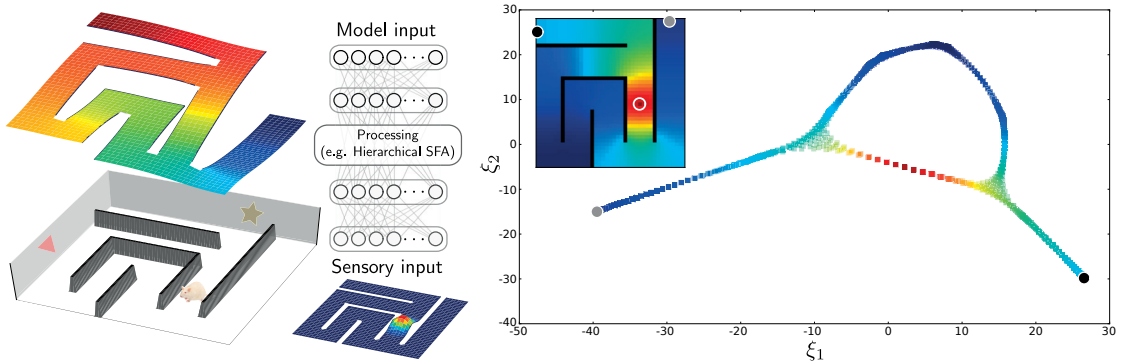 Model input
Processing
(e.g. Hierarchical SFA)
Sensory input
ξ₂
30
20
10
0
-10
-20
-30
-40
-50
-40
-30
-20
-10
0
10
20
30
ξ₁